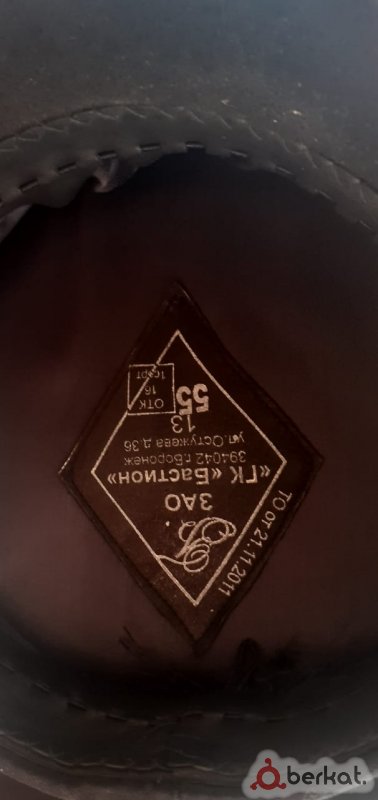 ЗАО
«ГК «Бастион»
394042 г.Воронеж
ул.Остужева д.36
13
55
ОТК
16
1сорт
ТО от 21.11.2011
berkat.